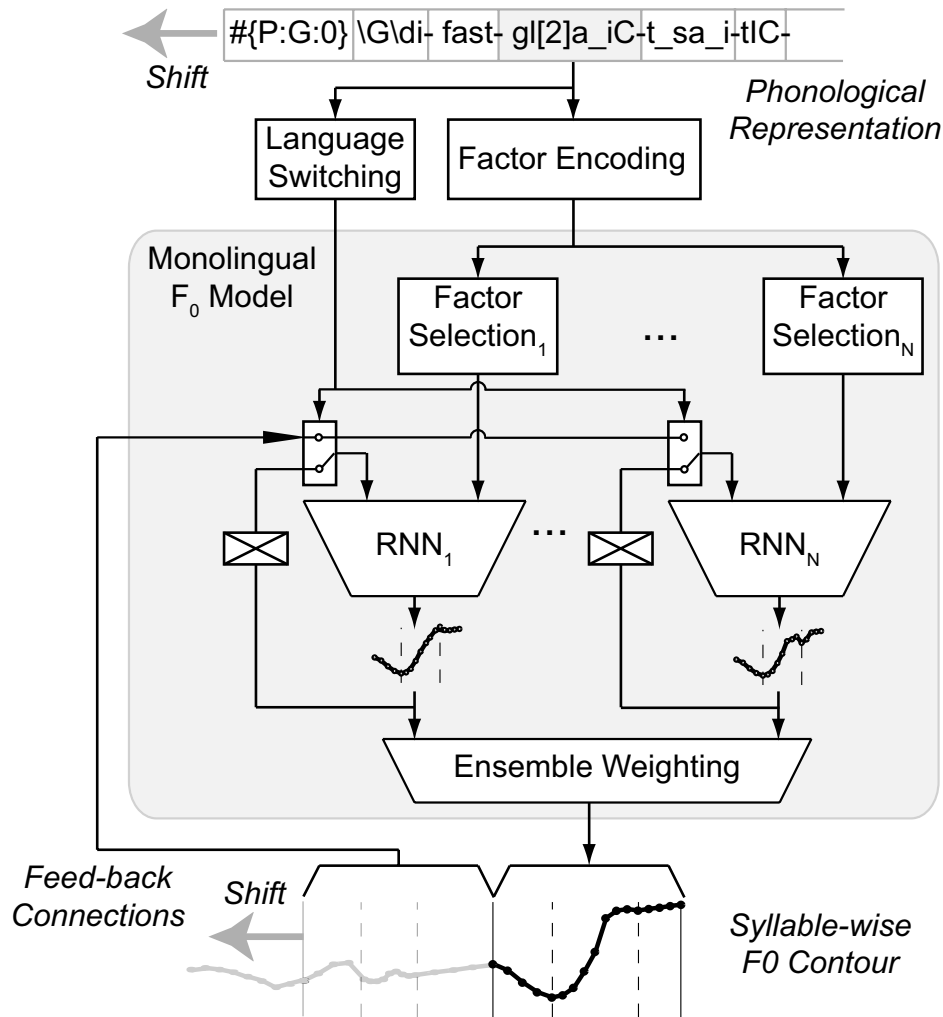 #{P:G:0} \G\di- fast- gl[2]a_iC-t_sa_i-tIC-
Shift
Phonological
Representation
Language
Switching
Factor Encoding
Monolingual
F0 Model
Factor
Selection1
...
Factor
SelectionN
RNN1
...
RNNN
Ensemble Weighting
Feed-back
Connections
Shift
Syllable-wise
F0 Contour